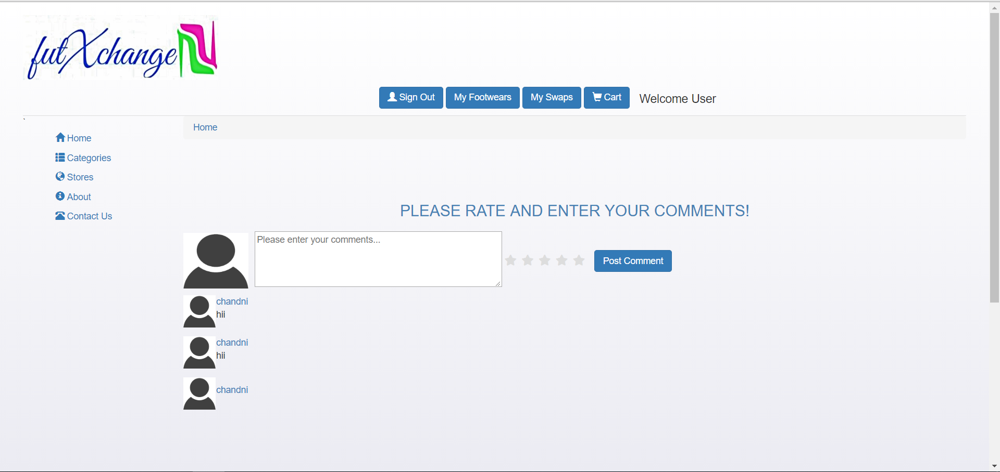 futXchange
Sign Out My Footwears My Swaps Cart Welcome User
`
Home
Home
Categories
Stores
About
Contact Us
PLEASE RATE AND ENTER YOUR COMMENTS!
Please enter your comments...
Post Comment
chandni
hii
chandni
hii
chandni